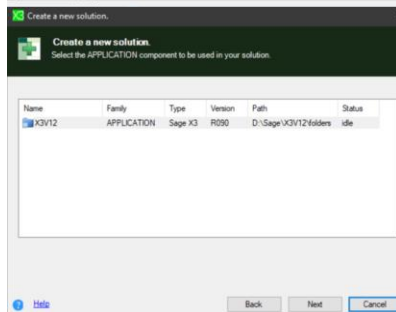 X3 Create a new solution.
Create a new solution.
Select the APPLICATION component to be used in your solution.
Name Family Type Version Path Status
X3V12 APPLICATION Sage X3 R090 D:\Sage\X3V12\folders idle
Help Back Next Cancel